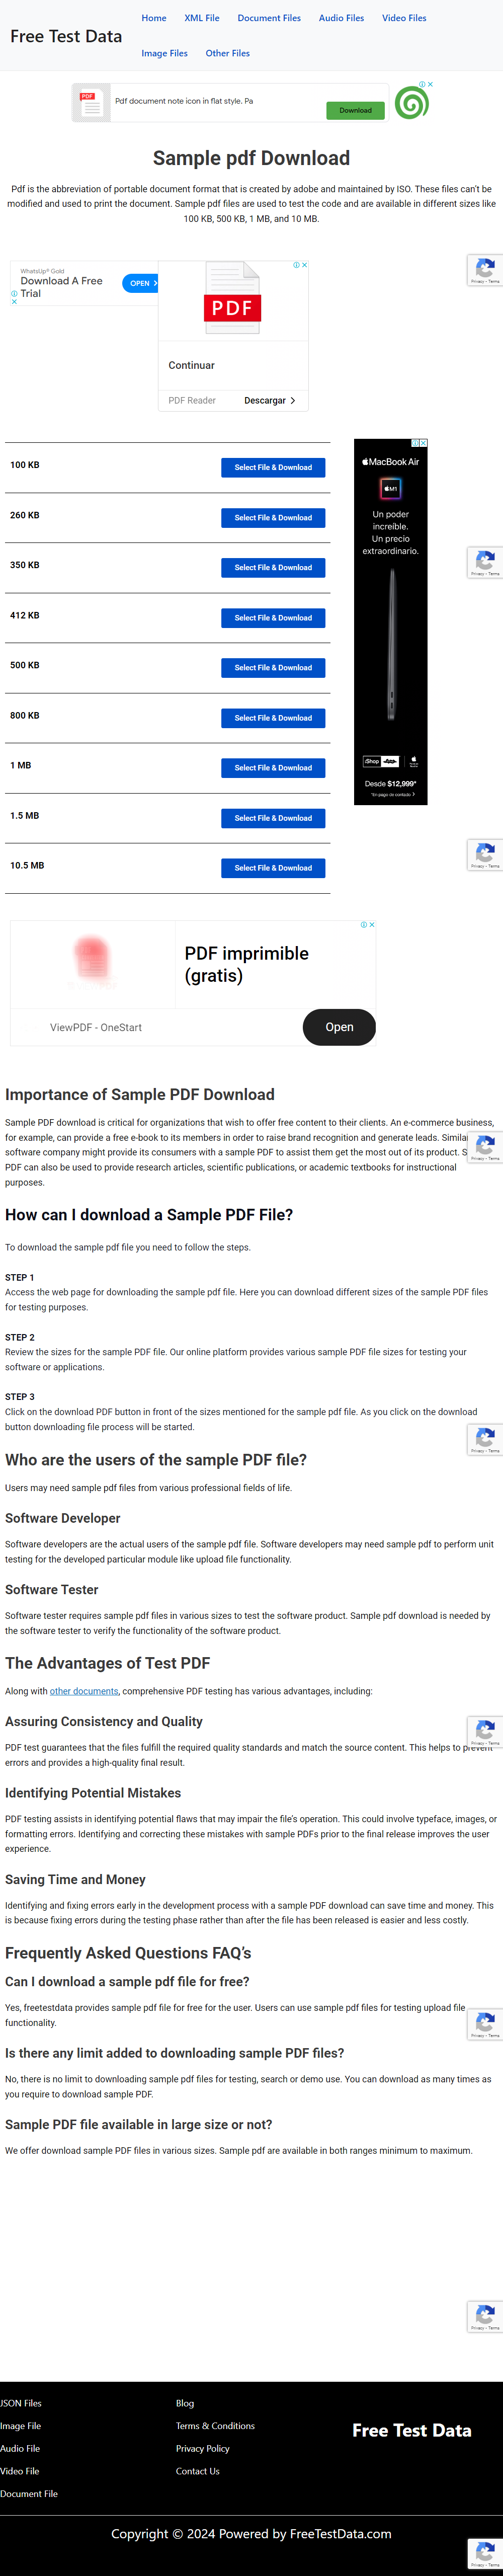 Free Test Data
Home XML File Document Files Audio Files Video Files
Image Files Other Files
PDF
Pdf document note icon in flat style. Pa
Download
Sample pdf Download
Pdf is the abbreviation of portable document format that is created by adobe and maintained by ISO. These files can't be
modified and used to print the document. Sample pdf files are used to test the code and are available in different sizes like
100 KB, 500 KB, 1 MB, and 10 MB.
Privacy - Terms
WhatsUp® Gold
Download A Free
Trial
OPEN
PDF
Continuar
PDF Reader Descargar
100 KB Select File & Download
260 KB Select File & Download
350 KB Select File & Download
412 KB Select File & Download
500 KB Select File & Download
800 KB Select File & Download
1 MB Select File & Download
1.5 MB Select File & Download
10.5 MB Select File & Download
MacBook Air
M1
Un poder
increíble.
Un precio
extraordinario.
iShop
Desde $12,999*
*En pago de contado
Privacy - Terms
Privacy - Terms
PDF imprimible
(gratis)
ViewPDF - OneStart
Open
Importance of Sample PDF Download
Sample PDF download is critical for organizations that wish to offer free content to their clients. An e-commerce business,
for example, can provide a free e-book to its members in order to raise brand recognition and generate leads.
software company might provide its consumers with a sample PDF to assist them get the most out of its product.
PDF can also be used to provide research articles, scientific publications, or academic textbooks for instructional
purposes.
Privacy - Terms
How can I download a Sample PDF File?
To download the sample pdf file you need to follow the steps.
STEP 1
Access the web page for downloading the sample pdf file. Here you can download different sizes of the sample PDF files
for testing purposes.
STEP 2
Review the sizes for the sample PDF file. Our online platform provides various sample PDF file sizes for testing your
software or applications.
STEP 3
Click on the download PDF button in front of the sizes mentioned for the sample pdf file. As you click on the download
button downloading file process will be started.
Privacy - Terms
Who are the users of the sample PDF file?
Users may need sample pdf files from various professional fields of life.
Software Developer
Software developers are the actual users of the sample pdf file. Software developers may need sample pdf to perform unit
testing for the developed particular module like upload file functionality.
Software Tester
Software tester requires sample pdf files in various sizes to test the software product. Sample pdf download is needed by
the software tester to verify the functionality of the software product.
The Advantages of Test PDF
Along with other documents, comprehensive PDF testing has various advantages, including:
Assuring Consistency and Quality
PDF test guarantees that the files fulfill the required quality standards and match the source content. This helps to prevent
errors and provides a high-quality final result.
Privacy - Terms
Identifying Potential Mistakes
PDF testing assists in identifying potential flaws that may impair the file's operation. This could involve typeface, images, or
formatting errors. Identifying and correcting these mistakes with sample PDFs prior to the final release improves the user
experience.
Saving Time and Money
Identifying and fixing errors early in the development process with a sample PDF download can save time and money. This
is because fixing errors during the testing phase rather than after the file has been released is easier and less costly.
Frequently Asked Questions FAQ's
Can I download a sample pdf file for free?
Yes, freetestdata provides sample pdf file for free for the user. Users can use sample pdf files for testing upload file
functionality.
Privacy - Terms
Is there any limit added to downloading sample PDF files?
No, there is no limit to downloading sample pdf files for testing, search or demo use. You can download as many times as
you require to download sample PDF.
Sample PDF file available in large size or not?
We offer download sample PDF files in various sizes. Sample pdf are available in both ranges minimum to maximum.
Privacy - Terms
JSON Files
Image File
Audio File
Video File
Document File
Blog
Terms & Conditions
Privacy Policy
Contact Us
Free Test Data
Copyright © 2024 Powered by FreeTestData.com
Privacy - Terms